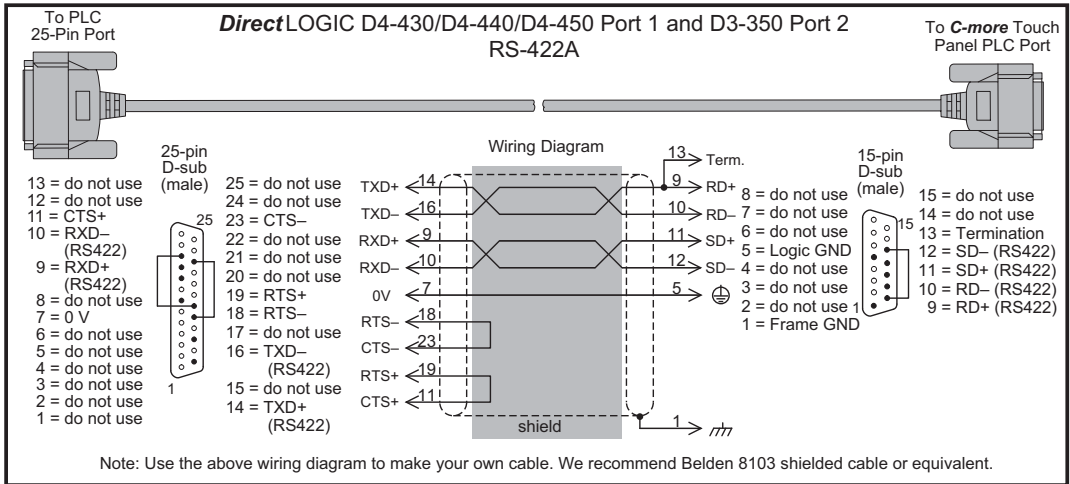 To PLC
25-Pin Port
DirectLOGIC D4-430/D4-440/D4-450 Port 1 and D3-350 Port 2
RS-422A
To C-more Touch
Panel PLC Port
25-pin
D-sub
(male)
13 = do not use
12 = do not use
11 = CTS+
10 = RXD–
(RS422)
9 = RXD+
(RS422)
8 = do not use
7 = 0 V
6 = do not use
5 = do not use
4 = do not use
3 = do not use
2 = do not use
1 = do not use
25
1
25 = do not use
24 = do not use
23 = CTS–
22 = do not use
21 = do not use
20 = do not use
19 = RTS+
18 = RTS–
17 = do not use
16 = TXD–
(RS422)
15 = do not use
14 = TXD+
(RS422)
Wiring Diagram
TXD+ 14
TXD– 16
RXD+ 9
RXD– 10
0V 7
RTS– 18
CTS– 23
RTS+ 19
CTS+ 11
shield
13 Term.
9 RD+
10 RD–
11 SD+
12 SD–
5
1
8 = do not use
7 = do not use
6 = do not use
5 = Logic GND
4 = do not use
3 = do not use
2 = do not use
1 = Frame GND
15-pin
D-sub
(male)
15
1
15 = do not use
14 = do not use
13 = Termination
12 = SD– (RS422)
11 = SD+ (RS422)
10 = RD– (RS422)
9 = RD+ (RS422)
Note: Use the above wiring diagram to make your own cable. We recommend Belden 8103 shielded cable or equivalent.